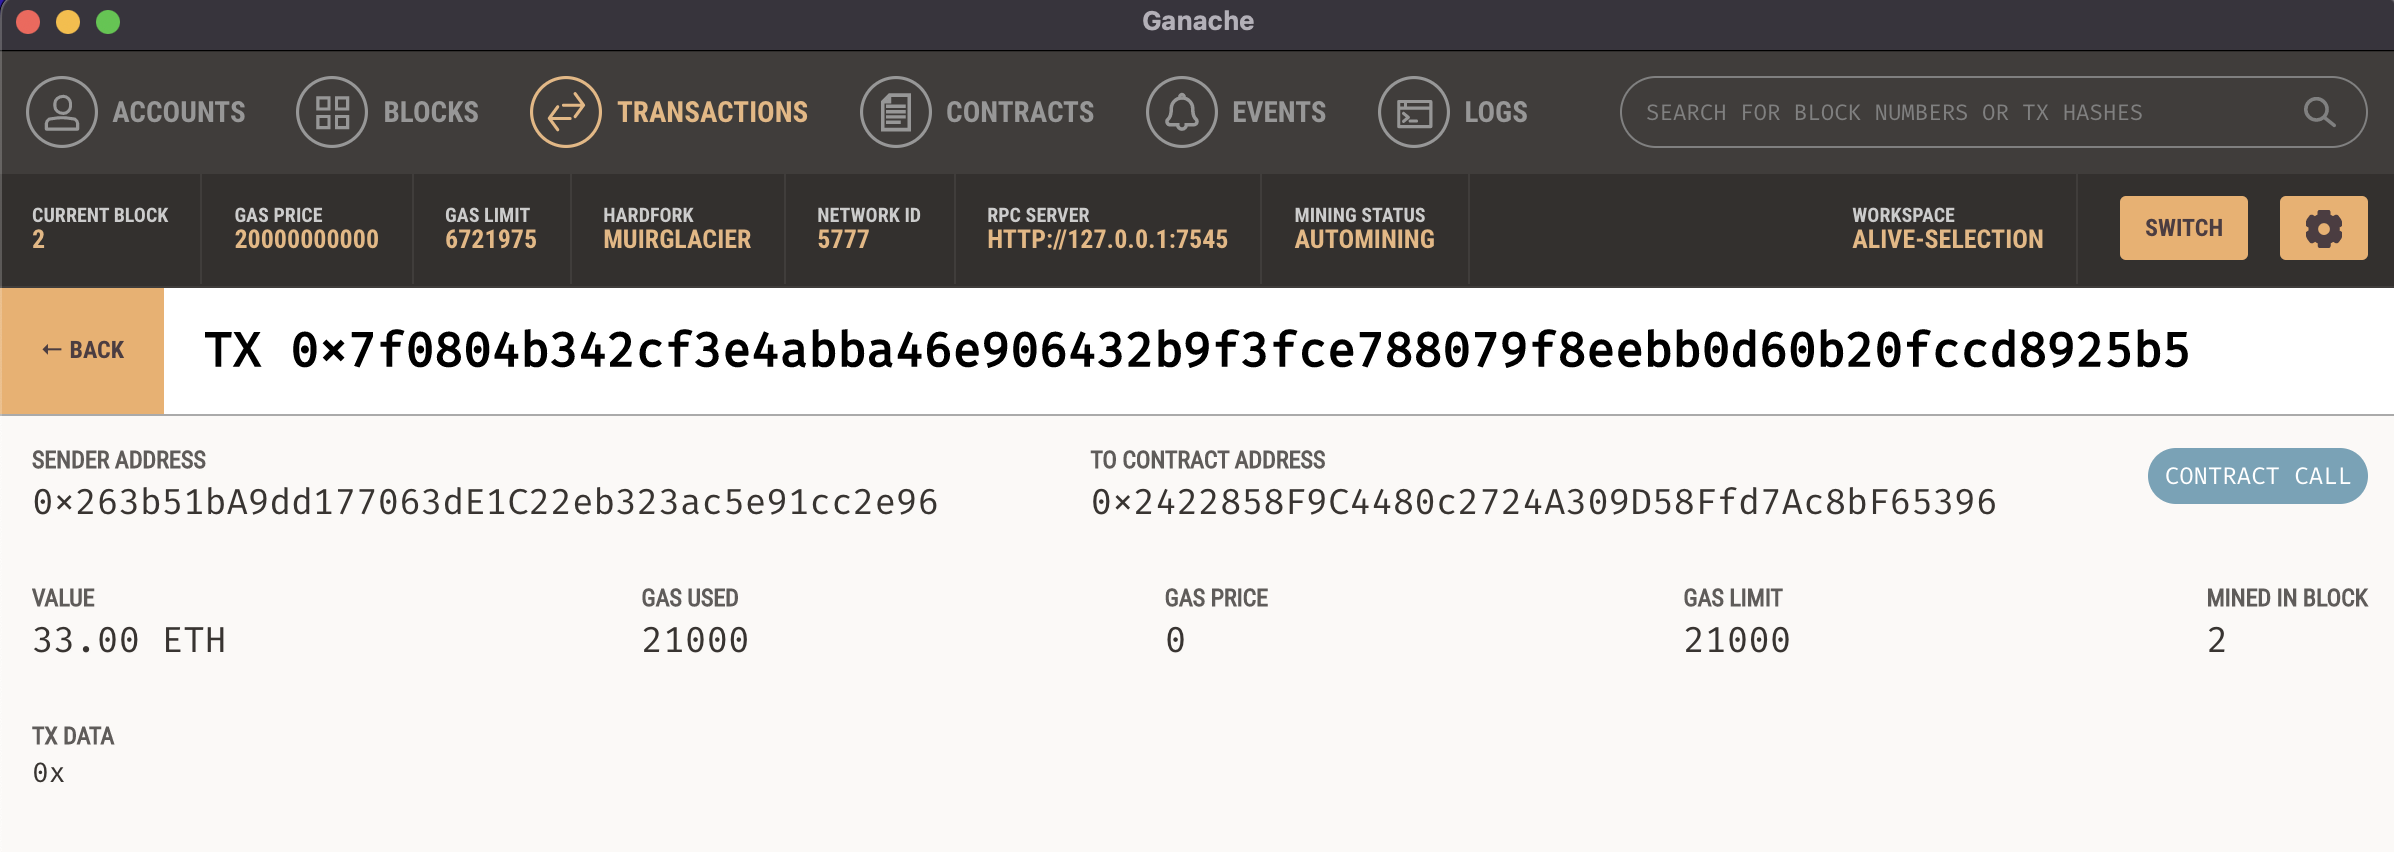 Ganache
ACCOUNTS BLOCKS TRANSACTIONS CONTRACTS EVENTS LOGS SEARCH FOR BLOCK NUMBERS OR TX HASHES
CURRENT BLOCK GAS PRICE GAS LIMIT HARDFORK NETWORK ID RPC SERVER MINING STATUS WORKSPACE
2 20000000000 6721975 MUIRGLACIER 5777 HTTP://127.0.0.1:7545 AUTOMINING ALIVE-SELECTION SWITCH
← BACK TX 0×7f0804b342cf3e4abba46e906432b9f3fce788079f8eebb0d60b20fccd8925b5
SENDER ADDRESS TO CONTRACT ADDRESS
0×263b51bA9dd177063dE1C22eb323ac5e91cc2e96 0×2422858F9C4480c2724A309D58Ffd7Ac8bF65396 CONTRACT CALL
VALUE GAS USED GAS PRICE GAS LIMIT MINED IN BLOCK
33.00 ETH 21000 0 21000 2
TX DATA
0x